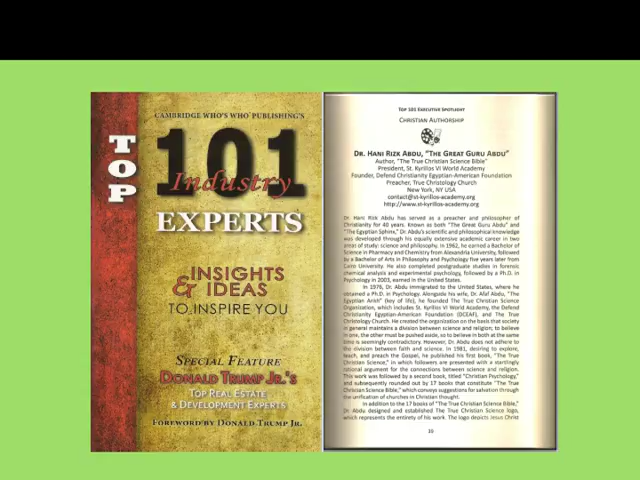 CAMBRIDGE WHO'S WHO PUBLISHING'S
TOP
101
Industry
EXPERTS
INSIGHTS
& IDEAS
TO INSPIRE YOU
SPECIAL FEATURE
DONALD TRUMP JR.'S
TOP REAL ESTATE
& DEVELOPMENT EXPERTS
FOREWORD BY DONALD TRUMP JR.
TOP 101 EXECUTIVE SPOTLIGHT
CHRISTIAN AUTHORSHIP
DR. HANI RIZK ABDU, "THE GREAT GURU ABDU"
Author, "The True Christian Science Bible"
President, St. Kyrillos VI World Academy
Founder, Defend Christianity Egyptian-American Foundation
Preacher, True Christology Church
New York, NY USA
contact@st-kyrillos-academy.org
http://www.st-kyrillos-academy.org
Dr. Hani Rizk Abdu has served as a preacher and philosopher of
Christianity for 40 years. Known as both "The Great Guru Abdu" and
"The Egyptian Sphinx," Dr. Abdu's scientific and philosophical knowledge
was developed through his equally extensive academic career in two
areas of study: science and philosophy. In 1962, he earned a Bachelor of
Science in Pharmacy and Chemistry from Alexandria University, followed
by a Bachelor of Arts in Philosophy and Psychology five years later from
Cairo University. He also completed postgraduate studies in forensic
chemical analysis and experimental psychology, followed by a Ph.D. in
Psychology in 2003, earned in the United States.
In 1978, Dr. Abdu immigrated to the United States, where he
obtained a Ph.D. in Psychology. Alongside his wife, Dr. Afaf Abdu, "The
Egyptian Ankh" (key of life), he founded The True Christian Science
Organization, which includes St. Kyrillos VI World Academy, the Defend
Christianity Egyptian-American Foundation (DCEAF), and The True
Christology Church. He created the organization on the basis that society
in general maintains a division between science and religion; to believe
in one, the other must be pushed aside, so to believe in both at the same
time is seemingly contradictory. However, Dr. Abdu does not adhere to
the division between faith and science. In 1981, desiring to explore,
teach, and preach the Gospel, he published his first book, "The True
Christian Science," in which followers are presented with a startlingly
rational argument for the connections between science and religion.
This work was followed by a second book, titled "Christian Psychology,"
and subsequently rounded out by 17 books that constitute "The True
Christian Science Bible," which conveys suggestions for salvation through
the unification of churches in Christian thought.
In addition to the 17 books of "The True Christian Science Bible,"
Dr. Abdu designed and established The True Christian Science logo,
which represents the entirety of his work. The logo depicts Jesus Christ